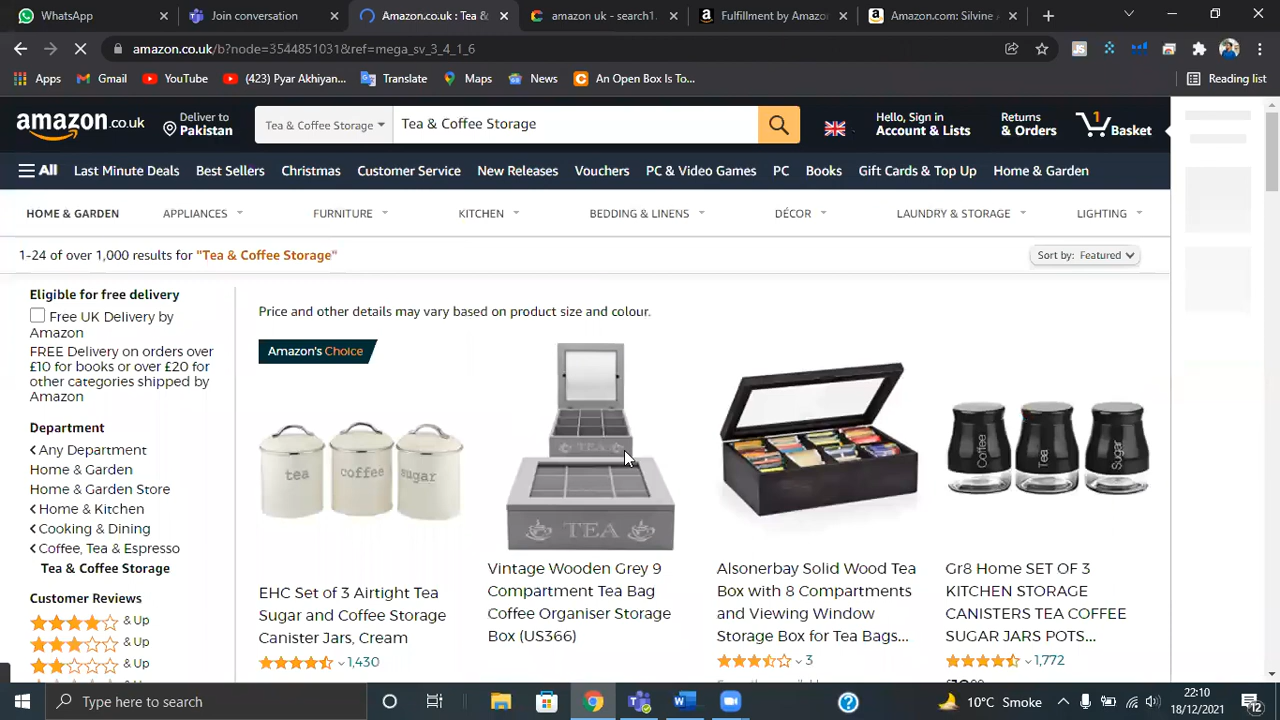 WhatsApp
Join conversation
Amazon.co.uk : Tea &
amazon uk - search1.
Fulfillment by Amazo
Amazon.com: Silvine
amazon.co.uk/b?node=3544851031&ref=mega_sv_3_4_1_6
Apps
Gmail
YouTube
(423) Pyar Akhiyan...
Translate
Maps
News
An Open Box Is To...
Reading list
amazon.co.uk
Deliver to
Pakistan
Tea & Coffee Storage
Tea & Coffee Storage
Hello, Sign in
Account & Lists
Returns
& Orders
1
Basket
All
Last Minute Deals
Best Sellers
Christmas
Customer Service
New Releases
Vouchers
PC & Video Games
PC
Books
Gift Cards & Top Up
Home & Garden
HOME & GARDEN
APPLIANCES
FURNITURE
KITCHEN
BEDDING & LINENS
DÉCOR
LAUNDRY & STORAGE
LIGHTING
1-24 of over 1,000 results for "Tea & Coffee Storage"
Sort by: Featured
Eligible for free delivery
Free UK Delivery by
Amazon
FREE Delivery on orders over
£10 for books or over £20 for
other categories shipped by
Amazon
Department
Any Department
Home & Garden
Home & Garden Store
Home & Kitchen
Cooking & Dining
Coffee, Tea & Espresso
Tea & Coffee Storage
Customer Reviews
& Up
& Up
& Up
Price and other details may vary based on product size and colour.
Amazon's Choice
tea
coffee
sugar
EHC Set of 3 Airtight Tea
Sugar and Coffee Storage
Canister Jars, Cream
1,430
TEA
TEA
Vintage Wooden Grey 9
Compartment Tea Bag
Coffee Organiser Storage
Box (US366)
Alsonerbay Solid Wood Tea
Box with 8 Compartments
and Viewing Window
Storage Box for Tea Bags...
3
Coffee
Tea
Sugar
Gr8 Home SET OF 3
KITCHEN STORAGE
CANISTERS TEA COFFEE
SUGAR JARS POTS...
1,772
Type here to search
10°C Smoke
22:10
18/12/2021
12